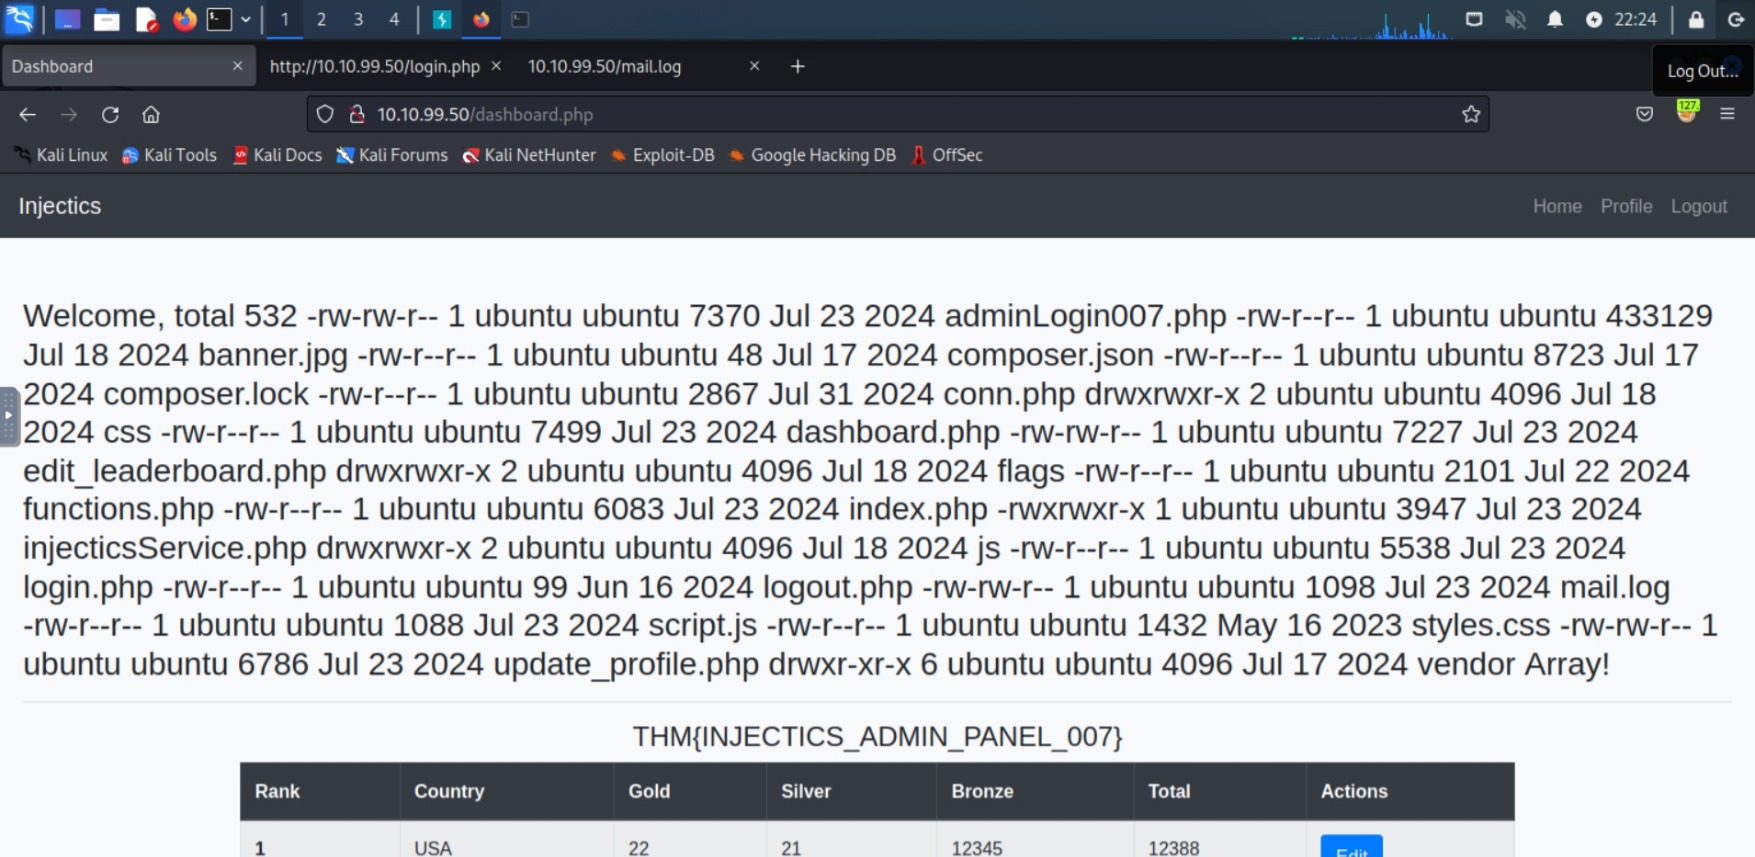 1 2 3 4 22:24
Dashboard http://10.10.99.50/login.php 10.10.99.50/mail.log Log Out...
10.10.99.50/dashboard.php 127.
Kali Linux Kali Tools Kali Docs Kali Forums Kali NetHunter Exploit-DB Google Hacking DB OffSec
Injectics Home Profile Logout
Welcome, total 532 -rw-rw-r-- 1 ubuntu ubuntu 7370 Jul 23 2024 adminLogin007.php -rw-r--r-- 1 ubuntu ubuntu 433129
Jul 18 2024 banner.jpg -rw-r--r-- 1 ubuntu ubuntu 48 Jul 17 2024 composer.json -rw-r--r-- 1 ubuntu ubuntu 8723 Jul 17
2024 composer.lock -rw-r--r-- 1 ubuntu ubuntu 2867 Jul 31 2024 conn.php drwxrwxr-x 2 ubuntu ubuntu 4096 Jul 18
2024 css -rw-r--r-- 1 ubuntu ubuntu 7499 Jul 23 2024 dashboard.php -rw-rw-r-- 1 ubuntu ubuntu 7227 Jul 23 2024
edit_leaderboard.php drwxrwxr-x 2 ubuntu ubuntu 4096 Jul 18 2024 flags -rw-r--r-- 1 ubuntu ubuntu 2101 Jul 22 2024
functions.php -rw-r--r-- 1 ubuntu ubuntu 6083 Jul 23 2024 index.php -rwxrwxr-x 1 ubuntu ubuntu 3947 Jul 23 2024
injecticsService.php drwxrwxr-x 2 ubuntu ubuntu 4096 Jul 18 2024 js -rw-r--r-- 1 ubuntu ubuntu 5538 Jul 23 2024
login.php -rw-r--r-- 1 ubuntu ubuntu 99 Jun 16 2024 logout.php -rw-rw-r-- 1 ubuntu ubuntu 1098 Jul 23 2024 mail.log
-rw-r--r-- 1 ubuntu ubuntu 1088 Jul 23 2024 script.js -rw-r--r-- 1 ubuntu ubuntu 1432 May 16 2023 styles.css -rw-rw-r-- 1
ubuntu ubuntu 6786 Jul 23 2024 update_profile.php drwxr-xr-x 6 ubuntu ubuntu 4096 Jul 17 2024 vendor Array!
THM{INJECTICS_ADMIN_PANEL_007}
Rank Country Gold Silver Bronze Total Actions
1 USA 22 21 12345 12388 Edit